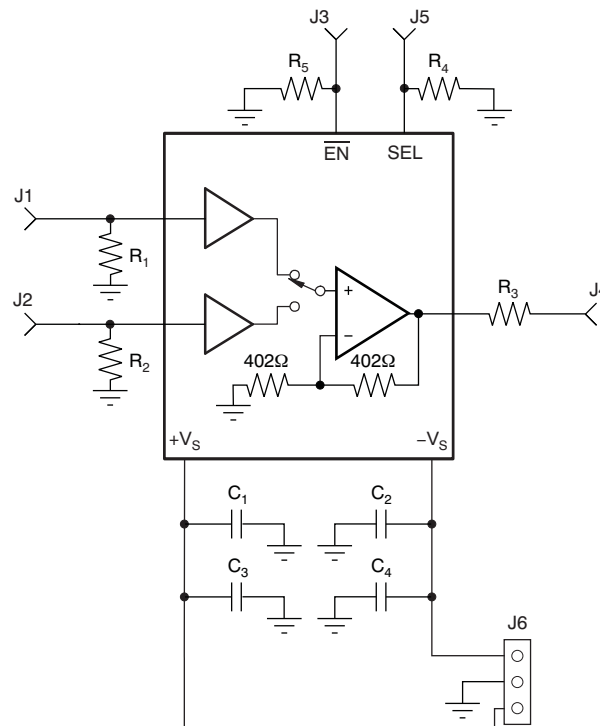 J3 J5
R5 R4
EN SEL
J1
R1
J2
R2
+
−
R3
402Ω 402Ω
+VS −VS
C1 C2
C3 C4
J6